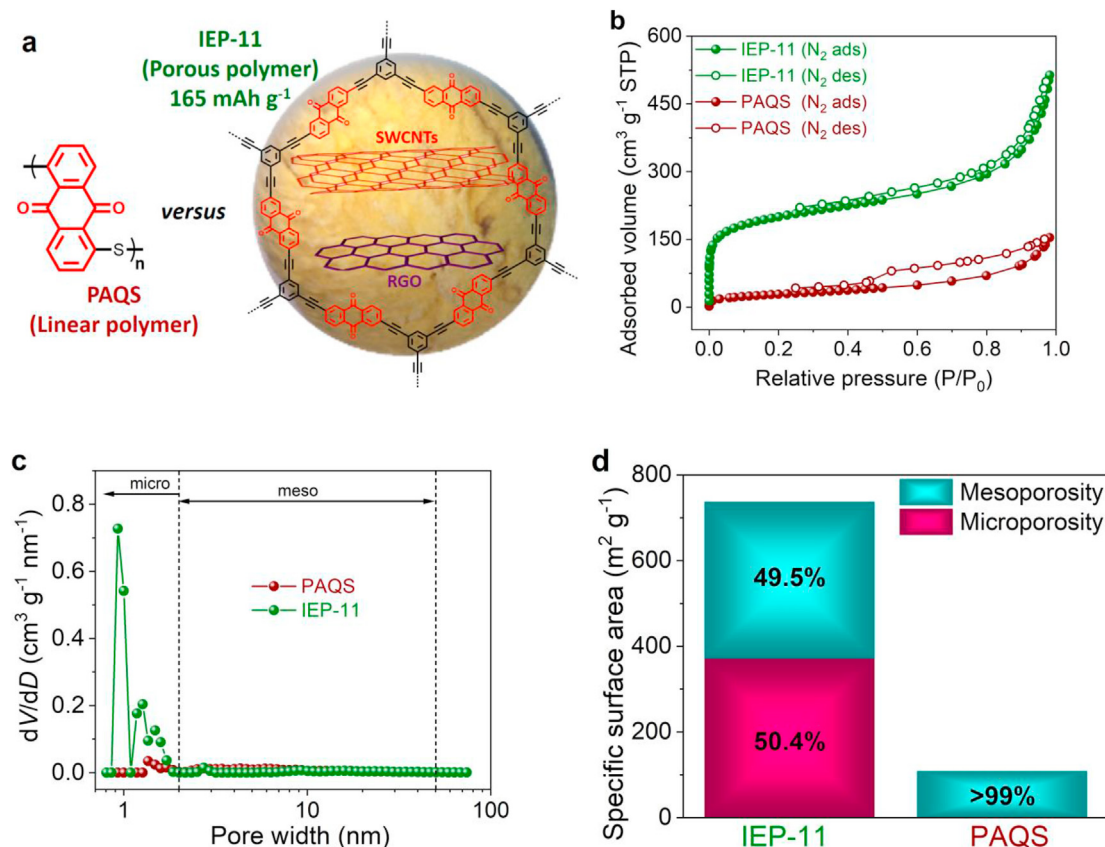 a
IEP-11
(Porous polymer)
165 mAh g⁻¹
SWCNTs
RGO
O
O
S
n
versus
PAQS
(Linear polymer)
b
IEP-11 (N₂ ads)
IEP-11 (N₂ des)
PAQS (N₂ ads)
PAQS (N₂ des)
Adsorbed volume (cm³ g⁻¹ STP)
600
450
300
150
0
0.0 0.2 0.4 0.6 0.8 1.0
Relative pressure (P/P₀)
c
micro
meso
PAQS
IEP-11
dV/dD (cm³ g⁻¹ nm⁻¹)
0.8
0.6
0.4
0.2
0.0
1 10 100
Pore width (nm)
d
Mesoporosity
Microporosity
Specific surface area (m² g⁻¹)
800
600
400
200
0
49.5%
50.4%
>99%
IEP-11 PAQS